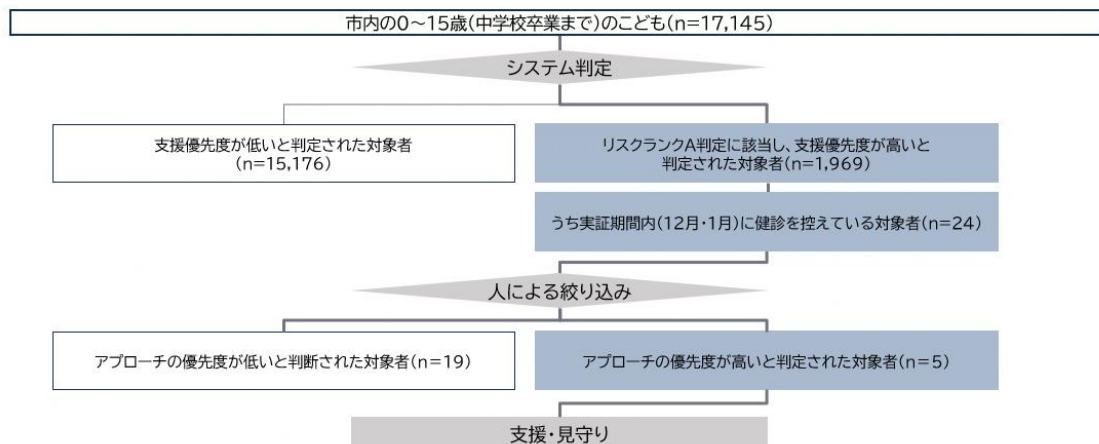 市内の0～15歳(中学校卒業まで)のこども(n=17,145)
システム判定
支援優先度が低いと判定された対象者
(n=15,176)
リスクランクA判定に該当し、支援優先度が高いと
判定された対象者(n=1,969)
うち実証期間内(12月・1月)に健診を控えている対象者(n=24)
人による絞り込み
アプローチの優先度が低いと判断された対象者(n=19)
アプローチの優先度が高いと判定された対象者(n=5)
支援・見守り